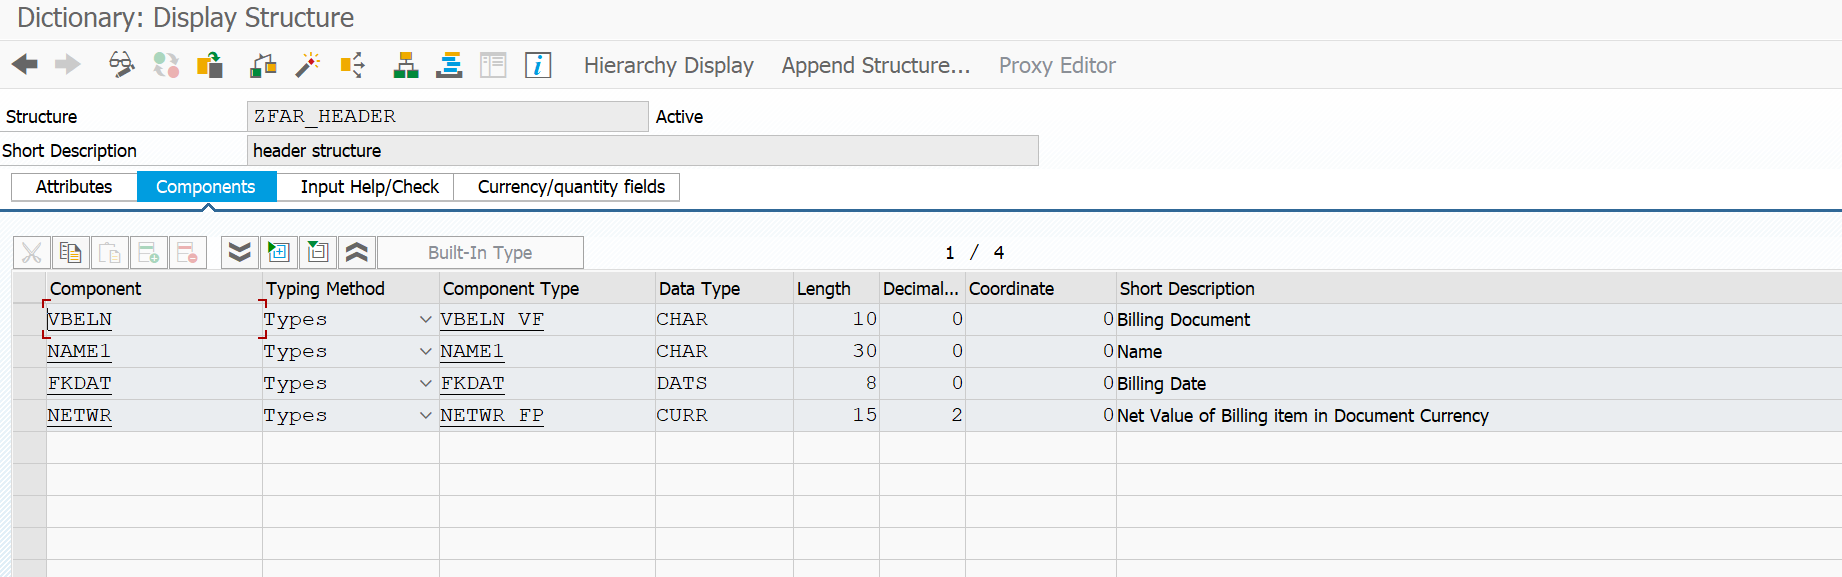 Dictionary: Display Structure
Hierarchy Display Append Structure... Proxy Editor
Structure ZFAR_HEADER Active
Short Description header structure
Attributes Components Input Help/Check Currency/quantity fields
Built-In Type 1 / 4
Component Typing Method Component Type Data Type Length Decimal... Coordinate Short Description
VBELN Types VBELN_VF CHAR 10 0 0 Billing Document
NAME1 Types NAME1 CHAR 30 0 0 Name
FKDAT Types FKDAT DATS 8 0 0 Billing Date
NETWR Types NETWR_FP CURR 15 2 0 Net Value of Billing item in Document Currency